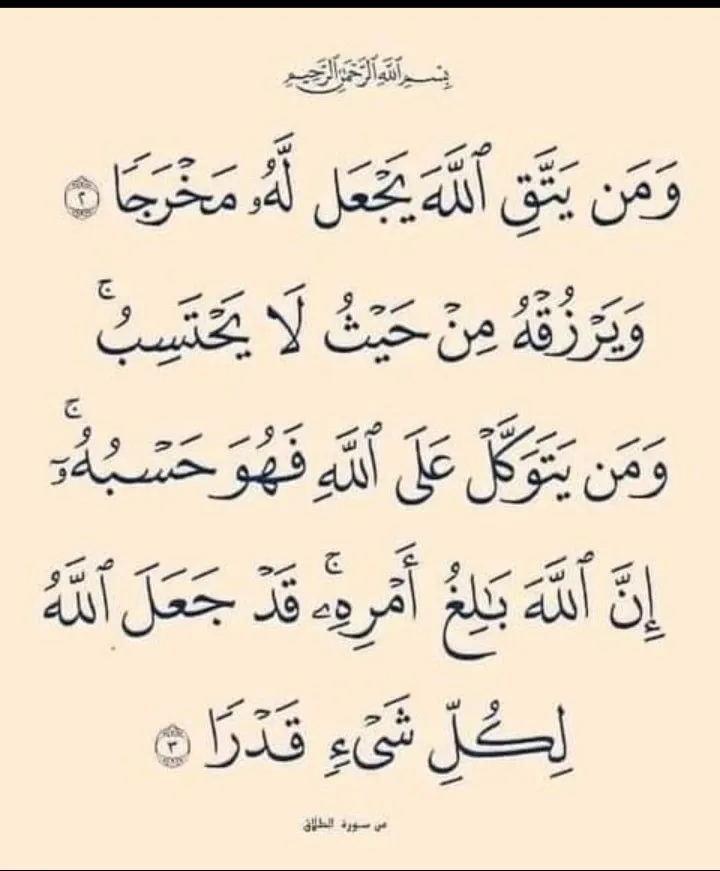 بِسْمِ اللَّهِ الرَّحْمَٰنِ الرَّحِيمِ
وَمَن يَتَّقِ ٱللَّهَ يَجْعَل لَّهُۥ مَخْرَجًا ٢
وَيَرْزُقْهُ مِنْ حَيْثُ لَا يَحْتَسِبُ ۚ
وَمَن يَتَوَكَّلْ عَلَى ٱللَّهِ فَهُوَ حَسْبُهُۥٓ ۚ
إِنَّ ٱللَّهَ بَٰلِغُ أَمْرِهِۦ ۚ قَدْ جَعَلَ ٱللَّهُ
لِكُلِّ شَىْءٍ قَدْرًا ٣
من سورة الطلاق